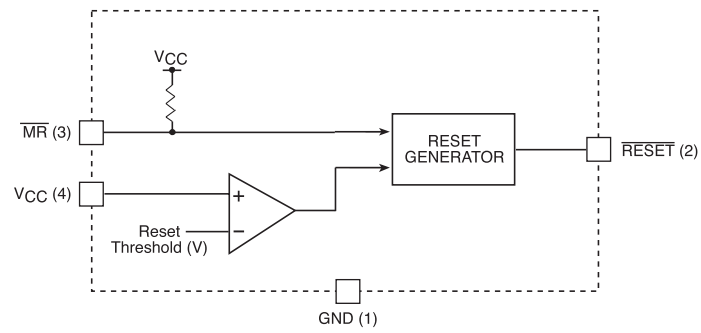 VCC
MR (3)
RESET
GENERATOR
RESET (2)
VCC (4)
+
Reset
Threshold (V)
−
GND (1)